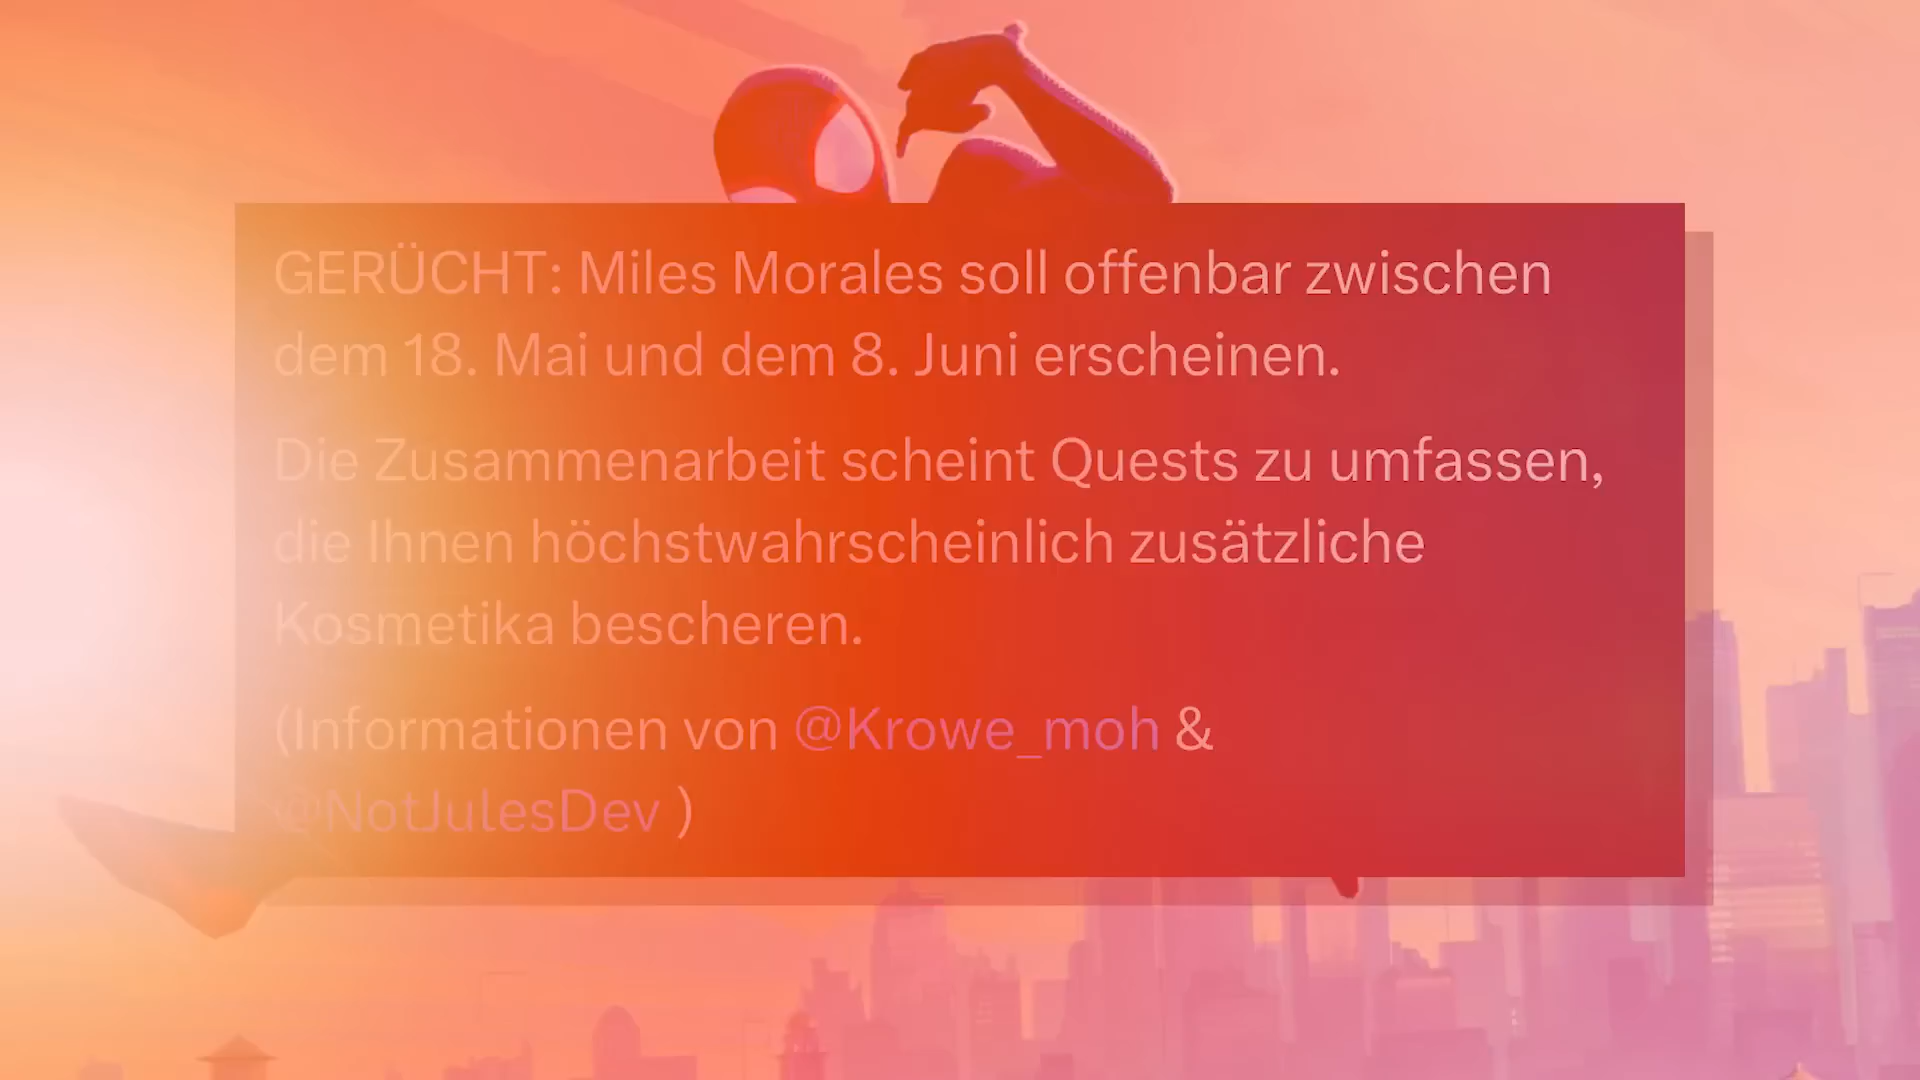 GERÜCHT: Miles Morales soll offenbar zwischen
dem 18. Mai und dem 8. Juni erscheinen.
Die Zusammenarbeit scheint Quests zu umfassen,
die Ihnen höchstwahrscheinlich zusätzliche
Kosmetika bescheren.
(Informationen von @Krowe_moh &
@NotJulesDev )